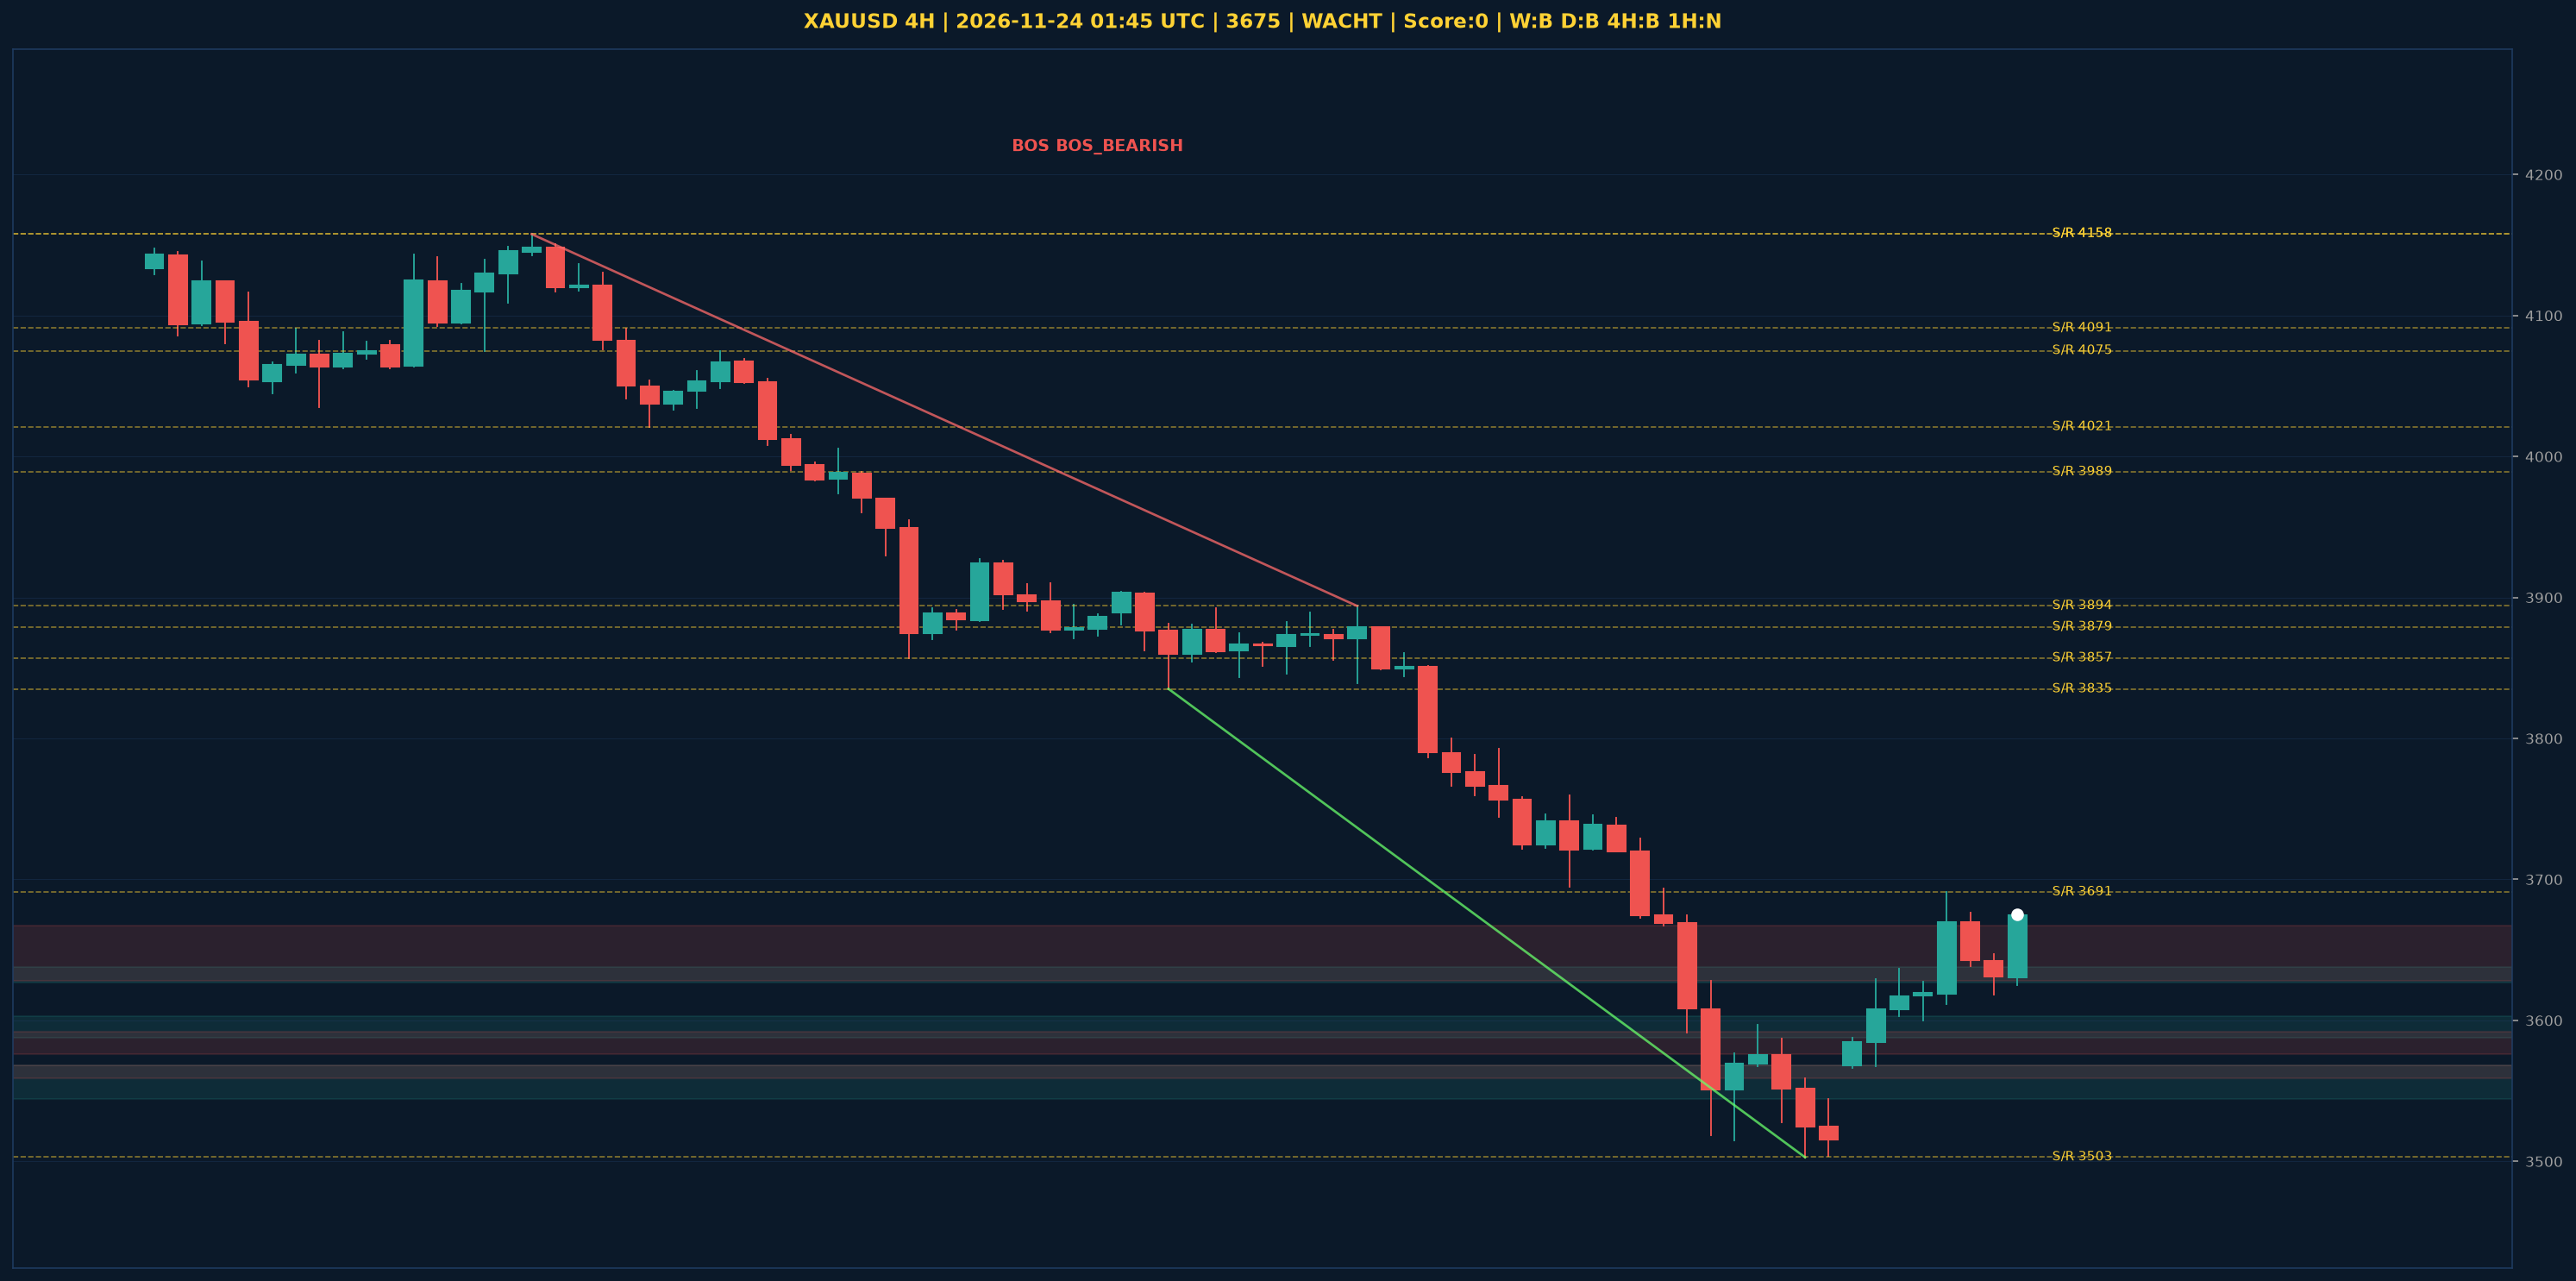 XAUUSD 4H | 2026-11-24 01:45 UTC | 3675 | WACHT | Score:0 | W:B D:B 4H:B 1H:N
BOS BOS_BEARISH
4200
S/R 4158
S/R 4091
4100
S/R 4075
S/R 4021
4000
S/R 3989
3900
S/R 3894
S/R 3879
S/R 3857
S/R 3835
3800
3700
S/R 3691
3600
S/R 3503
3500